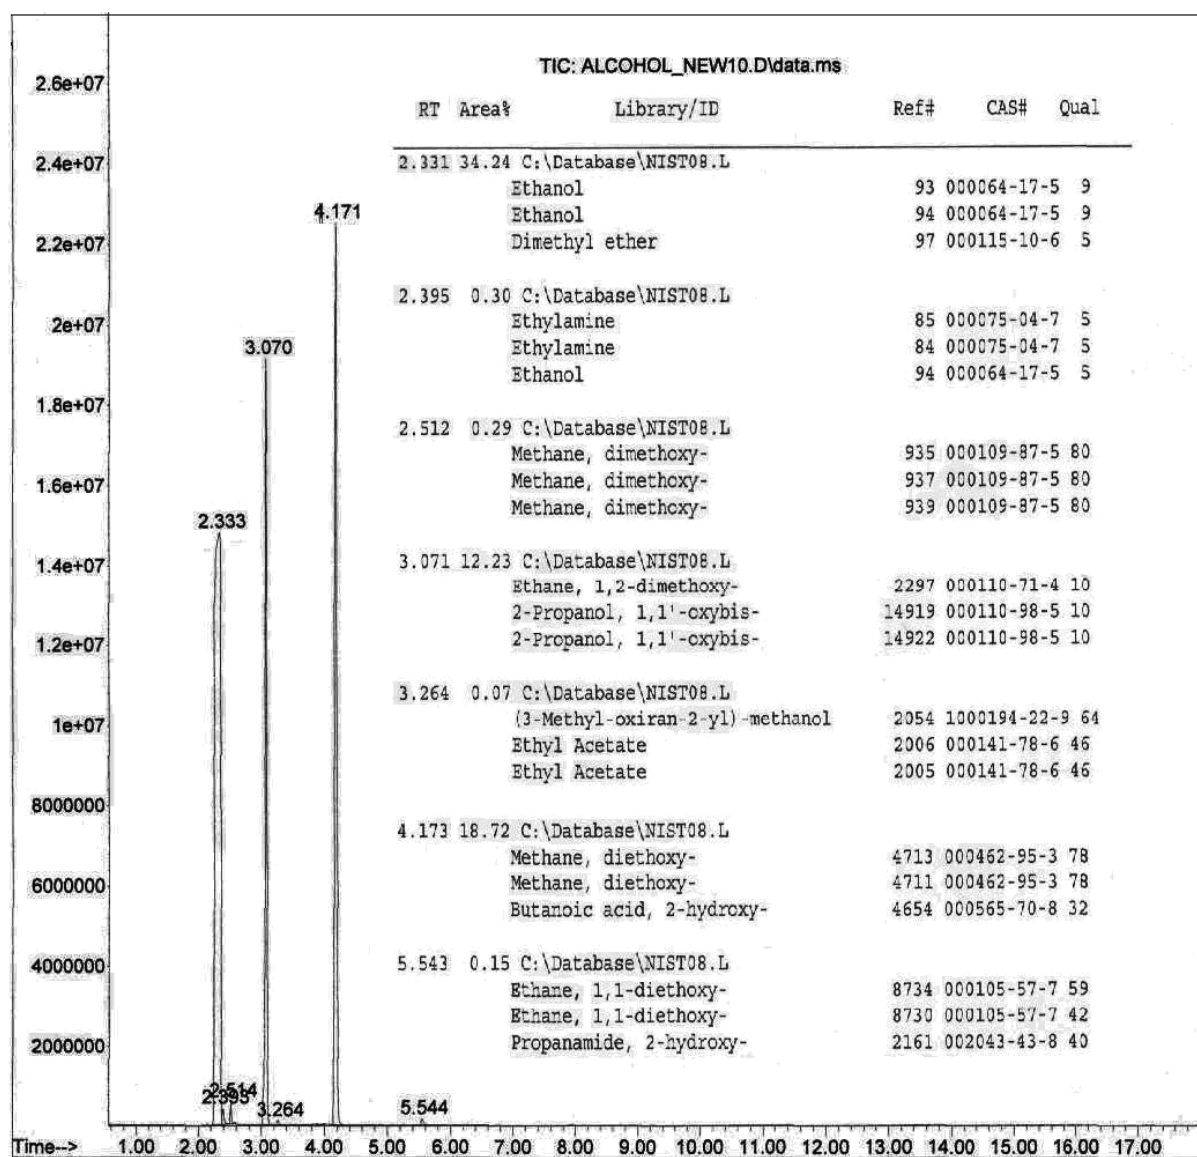 TIC: ALCOHOL_NEW10.D\data.ms
RT Area% Library/ID Ref# CAS# Qual
2.331 34.24 C:\Database\NIST08.L
Ethanol 93 000064-17-5 9
Ethanol 94 000064-17-5 9
Dimethyl ether 97 000115-10-6 5
2.395 0.30 C:\Database\NIST08.L
Ethylamine 85 000075-04-7 5
Ethylamine 84 000075-04-7 5
Ethanol 94 000064-17-5 5
2.512 0.29 C:\Database\NIST08.L
Methane, dimethoxy- 935 000109-87-5 80
Methane, dimethoxy- 937 000109-87-5 80
Methane, dimethoxy- 939 000109-87-5 80
3.071 12.23 C:\Database\NIST08.L
Ethane, 1,2-dimethoxy- 2297 000110-71-4 10
2-Propanol, 1,1'-oxybis- 14919 000110-98-5 10
2-Propanol, 1,1'-oxybis- 14922 000110-98-5 10
3.264 0.07 C:\Database\NIST08.L
(3-Methyl-oxiran-2-yl)-methanol 2054 1000194-22-9 64
Ethyl Acetate 2006 000141-78-6 46
Ethyl Acetate 2005 000141-78-6 46
4.173 18.72 C:\Database\NIST08.L
Methane, diethoxy- 4713 000462-95-3 78
Methane, diethoxy- 4711 000462-95-3 78
Butanoic acid, 2-hydroxy- 4654 000565-70-8 32
5.543 0.15 C:\Database\NIST08.L
Ethane, 1,1-diethoxy- 8734 000105-57-7 59
Ethane, 1,1-diethoxy- 8730 000105-57-7 42
Propanamide, 2-hydroxy- 2161 002043-43-8 40
2.6e+07
2.4e+07
2.2e+07
2e+07
1.8e+07
1.6e+07
1.4e+07
1.2e+07
1e+07
8000000
6000000
4000000
2000000
4.171
3.070
2.333
2.514
2.395
3.264
5.544
Time--> 1.00 2.00 3.00 4.00 5.00 6.00 7.00 8.00 9.00 10.00 11.00 12.00 13.00 14.00 15.00 16.00 17.00